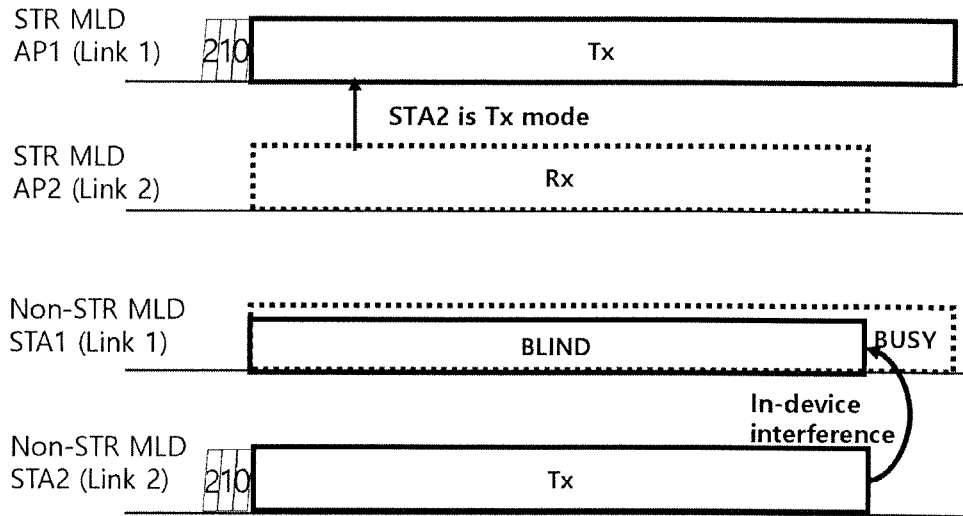 STR MLD
AP1 (Link 1)
210
Tx
STA2 is Tx mode
STR MLD
AP2 (Link 2)
Rx
Non-STR MLD
STA1 (Link 1)
BLIND
BUSY
In-device
interference
Non-STR MLD
STA2 (Link 2)
210
Tx